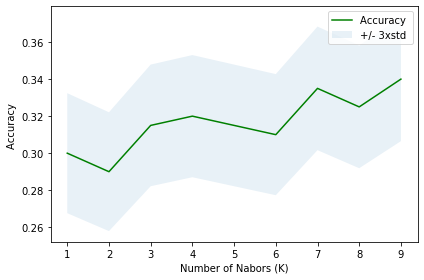 Accuracy
+/- 3xstd
0.36
0.34
0.32
0.30
0.28
0.26
Accuracy
1 2 3 4 5 6 7 8 9
Number of Nabors (K)